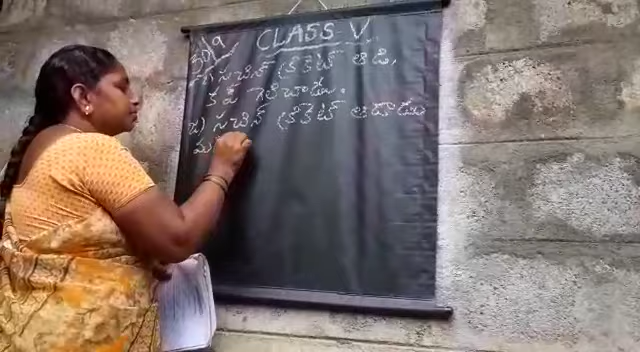 CLASS V
సచిన్ క్రికెట్ ఆడి,
కప్ గెలిచాడు.
సచిన్ క్రికెట్ ఆడాడు